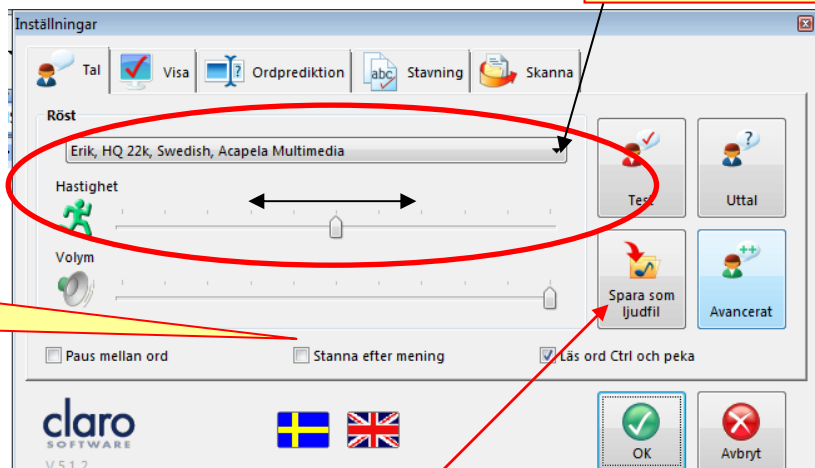 Inställningar
Tal
Visa
Ordprediktion
abc
Stavning
Skanna
Röst
Erik, HQ 22k, Swedish, Acapela Multimedia
Hastighet
Volym
Test
Uttal
Spara som
ljudfil
Avancerat
Paus mellan ord
Stanna efter mening
Läs ord Ctrl och peka
claro
SOFTWARE
V 5.1.2
OK
Avbryt